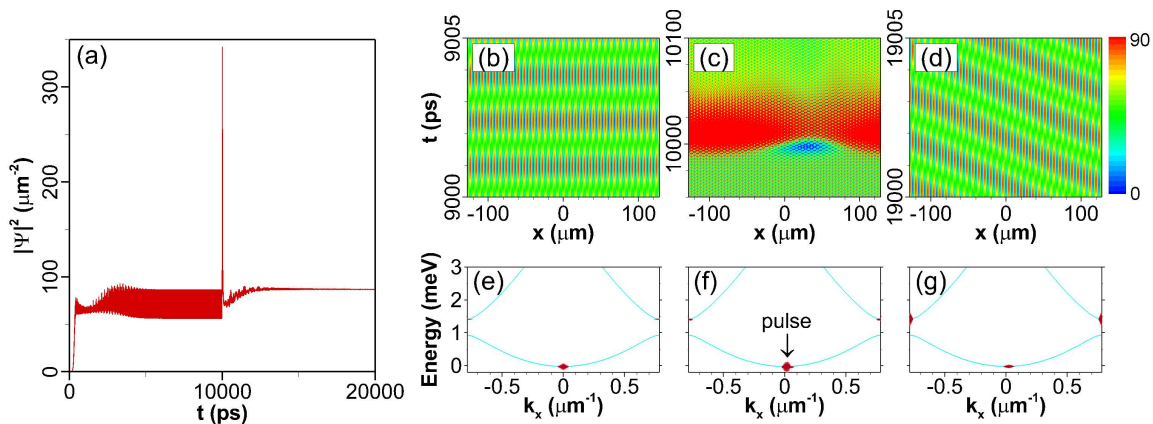 (a)
|Ψ|² (μm⁻²)
300
200
100
0
0
5000
10000
15000
20000
t (ps)
(b)
t (ps)
9005
9000
-100
0
100
x (μm)
(c)
10100
10000
-100
0
100
x (μm)
(d)
19005
19000
-100
0
100
x (μm)
90
0
(e)
Energy (meV)
3
2
1
0
-0.5
0
0.5
kₓ (μm⁻¹)
(f)
pulse
-0.5
0
0.5
kₓ (μm⁻¹)
(g)
-0.5
0
0.5
kₓ (μm⁻¹)